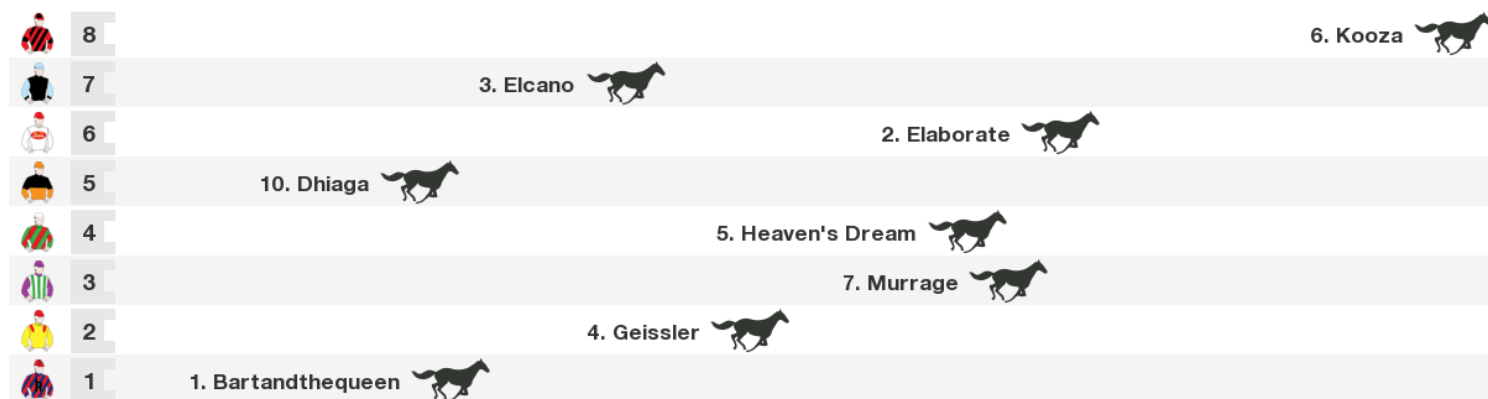 8 6. Kooza
7 3. Elcano
6 2. Elaborate
5 10. Dhiaga
4 5. Heaven's Dream
3 7. Murrage
2 4. Geissler
1 1. Bartandthequeen